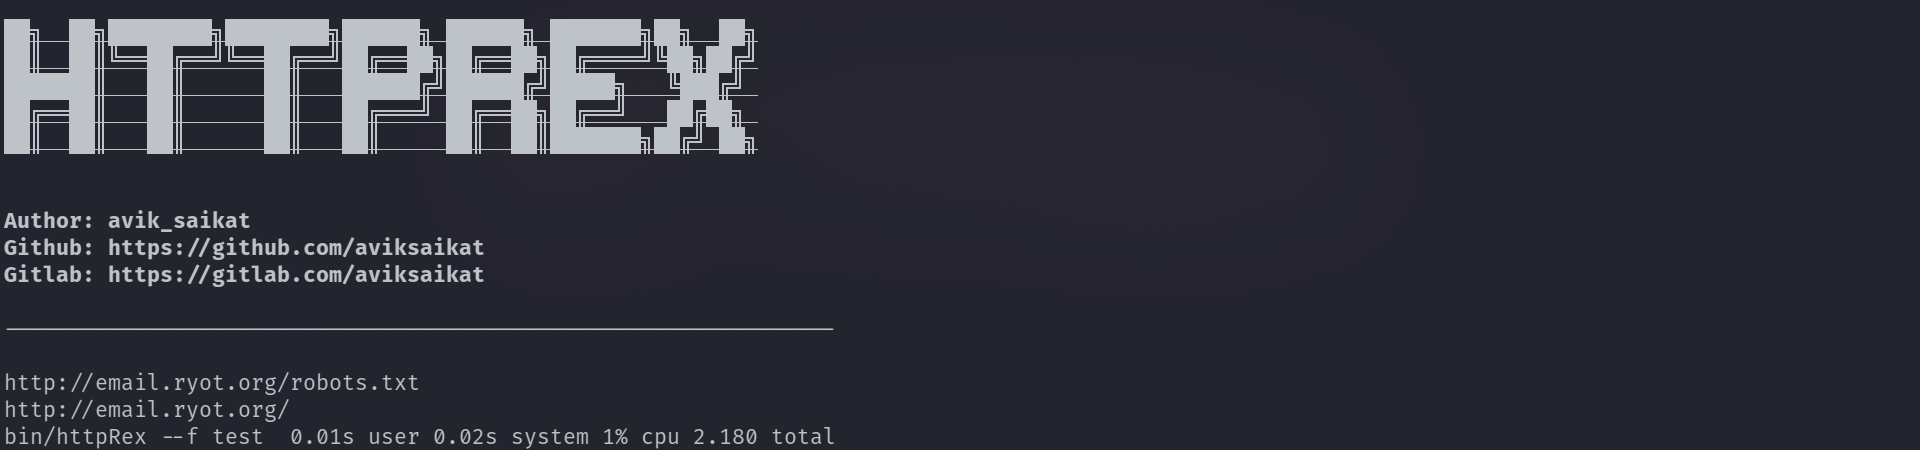 HTTPREX
Author: avik_saikat
Github: https://github.com/aviksaikat
Gitlab: https://gitlab.com/aviksaikat
http://email.ryot.org/robots.txt
http://email.ryot.org/
bin/httpRex --f test  0.01s user 0.02s system 1% cpu 2.180 total